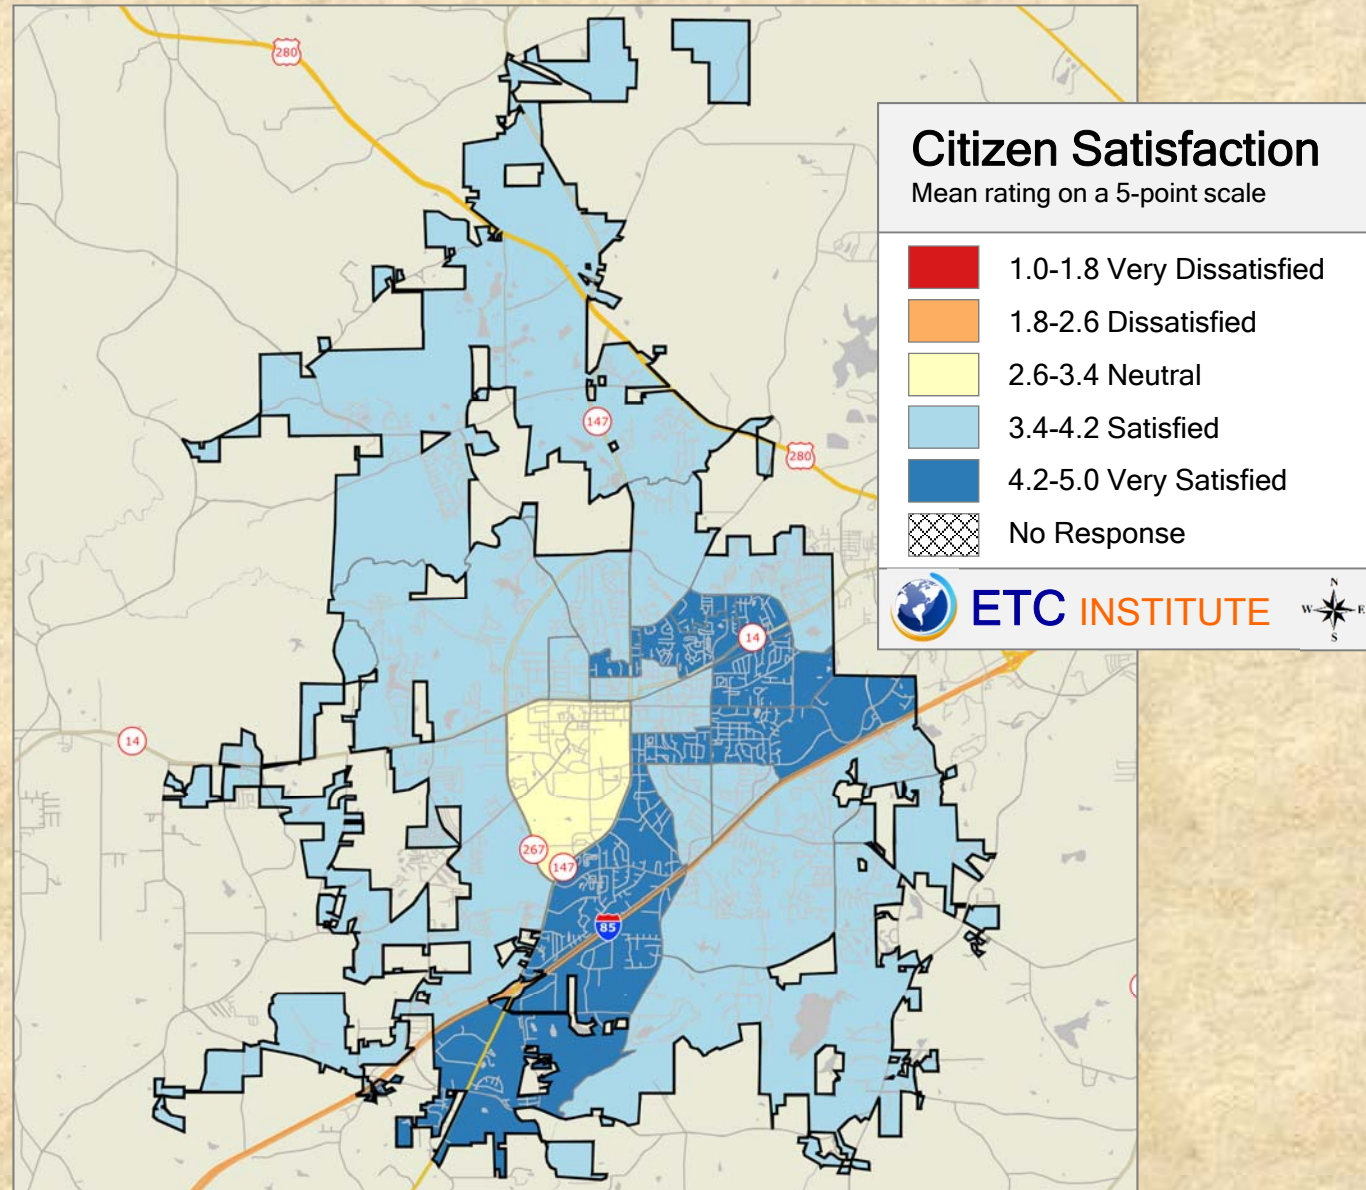 280
Citizen Satisfaction
Mean rating on a 5-point scale
1.0-1.8 Very Dissatisfied
1.8-2.6 Dissatisfied
2.6-3.4 Neutral
3.4-4.2 Satisfied
147
280
4.2-5.0 Very Satisfied
No Response
ETC INSTITUTE
N
W E
S
14
14
267
147
85